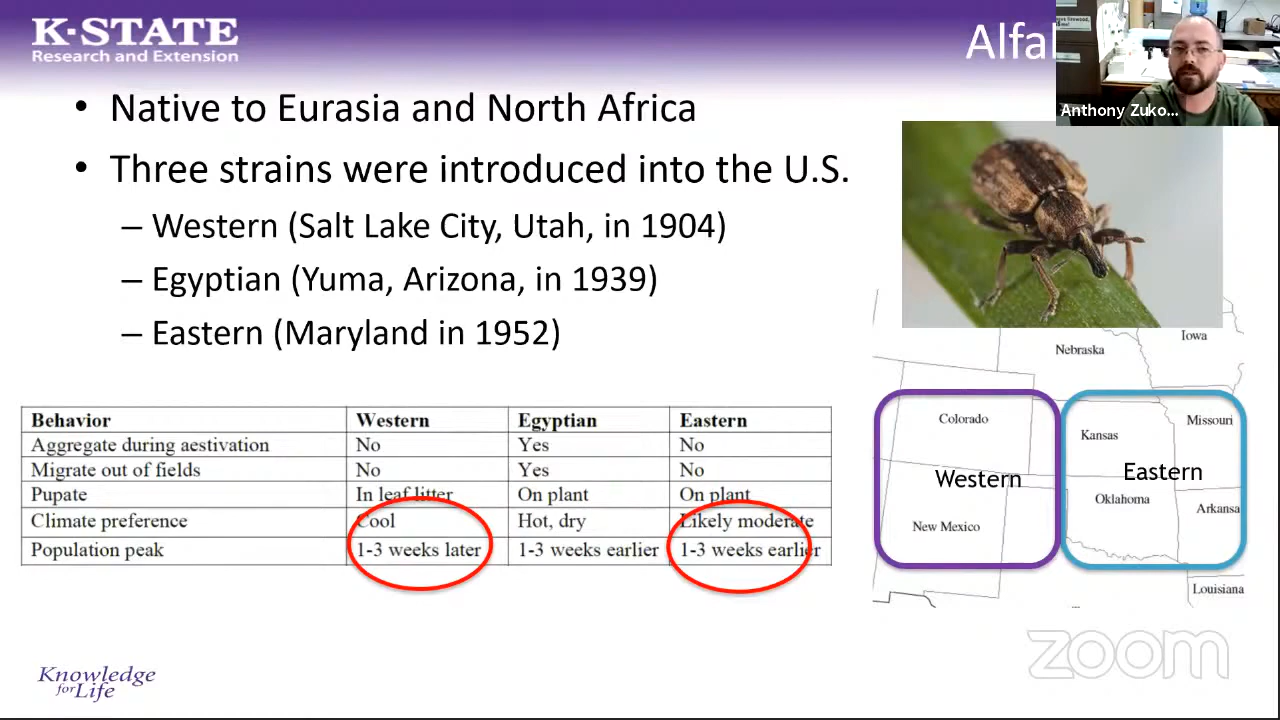 K-STATE
Research and Extension
Alfal
Anthony Zuko...
• Native to Eurasia and North Africa
• Three strains were introduced into the U.S.
– Western (Salt Lake City, Utah, in 1904)
– Egyptian (Yuma, Arizona, in 1939)
– Eastern (Maryland in 1952)
Behavior Western Egyptian Eastern
Aggregate during aestivation No Yes No
Migrate out of fields No Yes No
Pupate In leaf litter On plant On plant
Climate preference Cool Hot, dry Likely moderate
Population peak 1-3 weeks later 1-3 weeks earlier 1-3 weeks earlier
Iowa
Nebraska
Colorado
Missouri
Kansas
Western
Eastern
Oklahoma
Arkansa
New Mexico
Louisiana
zoom
Knowledge
for Life